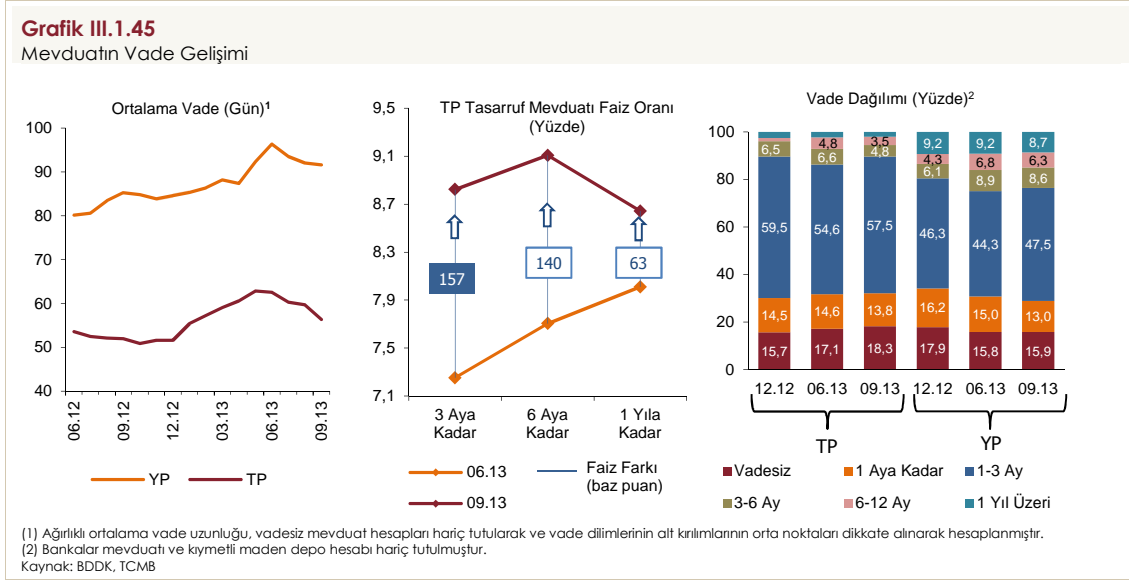 Grafik III.1.45
Mevduatın Vade Gelişimi
Ortalama Vade (Gün)¹
100
90
80
70
60
50
40
06.12
09.12
12.12
03.13
06.13
09.13
YP
TP
TP Tasarruf Mevduatı Faiz Oranı
(Yüzde)
9,5
9,1
8,7
8,3
7,9
7,5
7,1
157
140
63
3 Aya
Kadar
6 Aya
Kadar
1 Yıla
Kadar
06.13
09.13
Faiz Farkı
(baz puan)
Vade Dağılımı (Yüzde)²
100
80
60
40
20
0
6,5
59,5
14,5
15,7
4,8
6,6
54,6
14,6
17,1
3,5
4,8
57,5
13,8
18,3
9,2
4,3
6,1
46,3
16,2
17,9
9,2
6,8
8,9
44,3
15,0
15,8
8,7
6,3
8,6
47,5
13,0
15,9
12.12
06.13
09.13
12.12
06.13
09.13
TP
YP
Vadesiz
1 Aya Kadar
1-3 Ay
3-6 Ay
6-12 Ay
1 Yıl Üzeri
(1) Ağırlıklı ortalama vade uzunluğu, vadesiz mevduat hesapları hariç tutularak ve vade dilimlerinin alt kırılımlarının orta noktaları dikkate alınarak hesaplanmıştır.
(2) Bankalar mevduatı ve kıymetli maden depo hesabı hariç tutulmuştur.
Kaynak: BDDK, TCMB